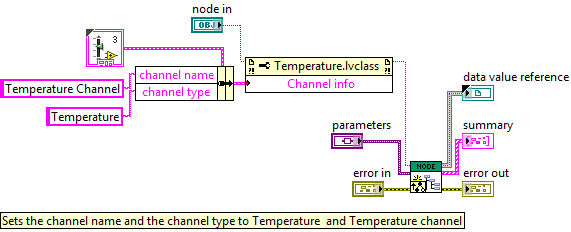 node in
OBJ
3
Temperature.lvclass
channel name
Channel info
Temperature Channel
channel type
Temperature
data value reference
parameters
summary
NODE
error in
error out
Sets the channel name and the channel type to Temperature and Temperature channel